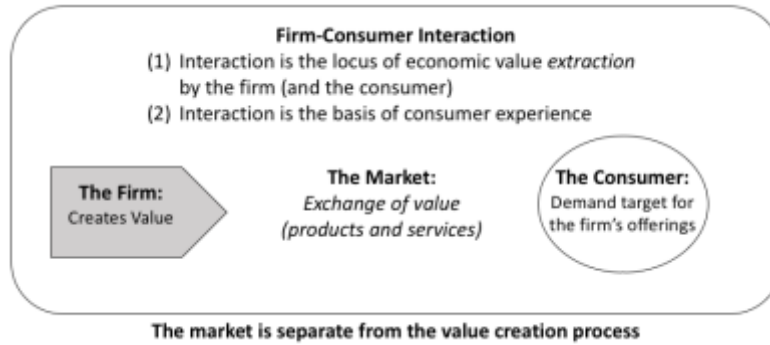 Firm-Consumer Interaction
(1) Interaction is the locus of economic value extraction
by the firm (and the consumer)
(2) Interaction is the basis of consumer experience
The Firm:
Creates Value
The Market:
Exchange of value
(products and services)
The Consumer:
Demand target for
the firm's offerings
The market is separate from the value creation process